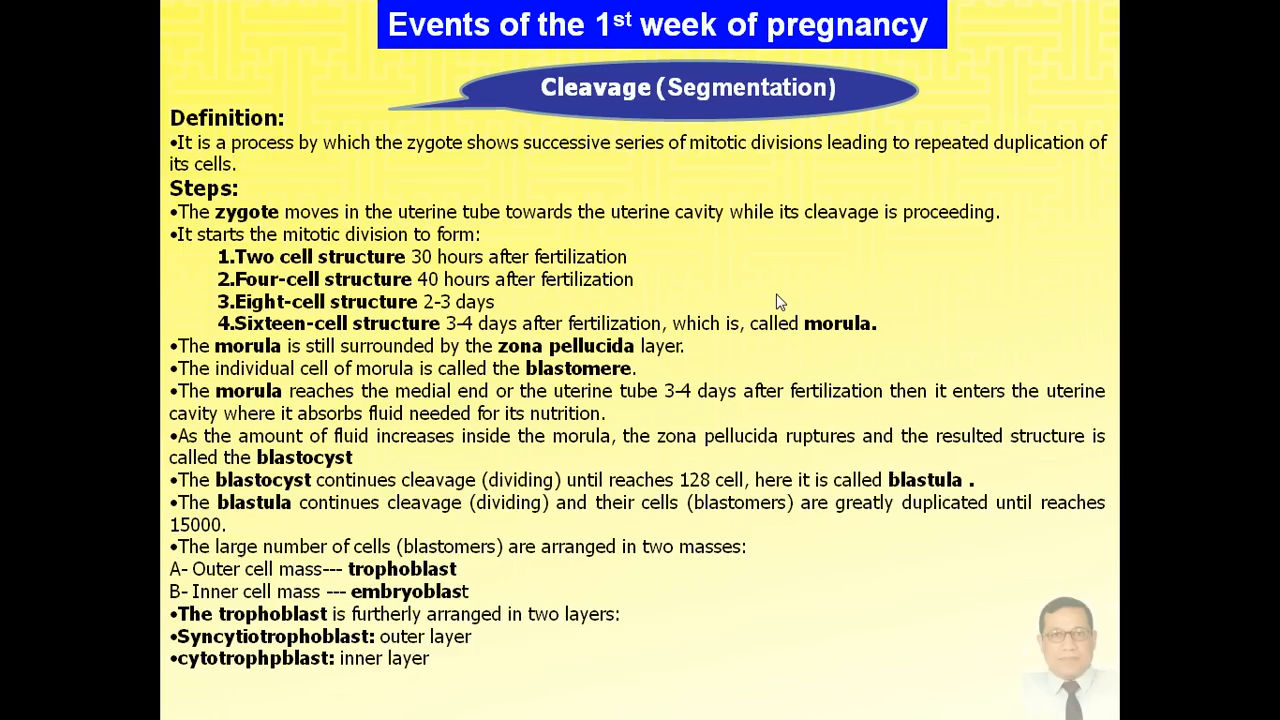 Events of the 1st week of pregnancy
Cleavage (Segmentation)
Definition:
•It is a process by which the zygote shows successive series of mitotic divisions leading to repeated duplication of
its cells.
Steps:
•The zygote moves in the uterine tube towards the uterine cavity while its cleavage is proceeding.
•It starts the mitotic division to form:
1.Two cell structure 30 hours after fertilization
2.Four-cell structure 40 hours after fertilization
3.Eight-cell structure 2-3 days
4.Sixteen-cell structure 3-4 days after fertilization, which is, called morula.
•The morula is still surrounded by the zona pellucida layer.
•The individual cell of morula is called the blastomere.
•The morula reaches the medial end or the uterine tube 3-4 days after fertilization then it enters the uterine
cavity where it absorbs fluid needed for its nutrition.
•As the amount of fluid increases inside the morula, the zona pellucida ruptures and the resulted structure is
called the blastocyst
•The blastocyst continues cleavage (dividing) until reaches 128 cell, here it is called blastula .
•The blastula continues cleavage (dividing) and their cells (blastomers) are greatly duplicated until reaches
15000.
•The large number of cells (blastomers) are arranged in two masses:
A- Outer cell mass--- trophoblast
B- Inner cell mass --- embryoblast
•The trophoblast is furtherly arranged in two layers:
•Syncytiotrophoblast: outer layer
•cytotrophpblast: inner layer